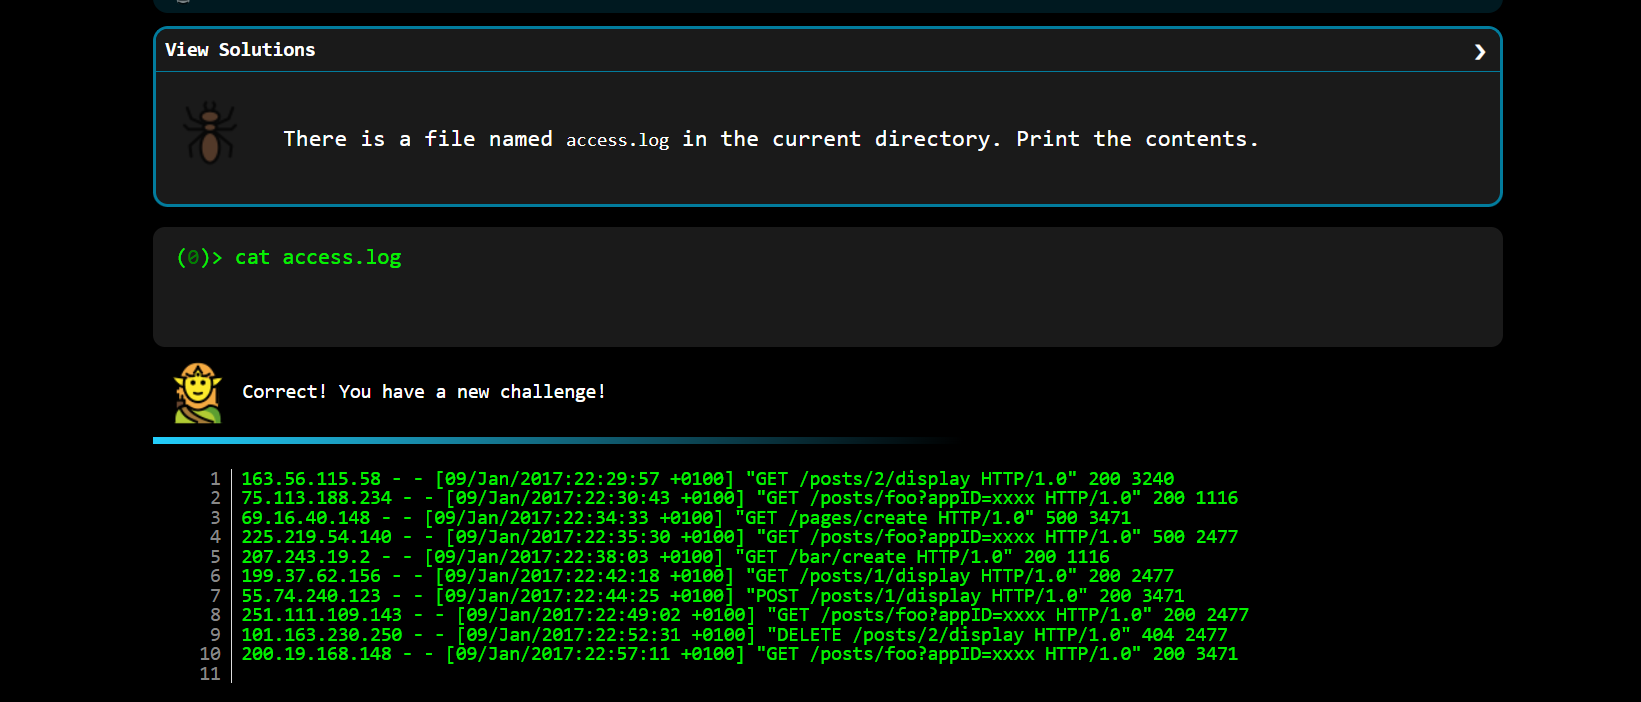 View Solutions ❯
There is a file named access.log in the current directory. Print the contents.
(0)> cat access.log
Correct! You have a new challenge!
1 163.56.115.58 - - [09/Jan/2017:22:29:57 +0100] "GET /posts/2/display HTTP/1.0" 200 3240
2 75.113.188.234 - - [09/Jan/2017:22:30:43 +0100] "GET /posts/foo?appID=xxxx HTTP/1.0" 200 1116
3 69.16.40.148 - - [09/Jan/2017:22:34:33 +0100] "GET /pages/create HTTP/1.0" 500 3471
4 225.219.54.140 - - [09/Jan/2017:22:35:30 +0100] "GET /posts/foo?appID=xxxx HTTP/1.0" 500 2477
5 207.243.19.2 - - [09/Jan/2017:22:38:03 +0100] "GET /bar/create HTTP/1.0" 200 1116
6 199.37.62.156 - - [09/Jan/2017:22:42:18 +0100] "GET /posts/1/display HTTP/1.0" 200 2477
7 55.74.240.123 - - [09/Jan/2017:22:44:25 +0100] "POST /posts/1/display HTTP/1.0" 200 3471
8 251.111.109.143 - - [09/Jan/2017:22:49:02 +0100] "GET /posts/foo?appID=xxxx HTTP/1.0" 200 2477
9 101.163.230.250 - - [09/Jan/2017:22:52:31 +0100] "DELETE /posts/2/display HTTP/1.0" 404 2477
10 200.19.168.148 - - [09/Jan/2017:22:57:11 +0100] "GET /posts/foo?appID=xxxx HTTP/1.0" 200 3471
11